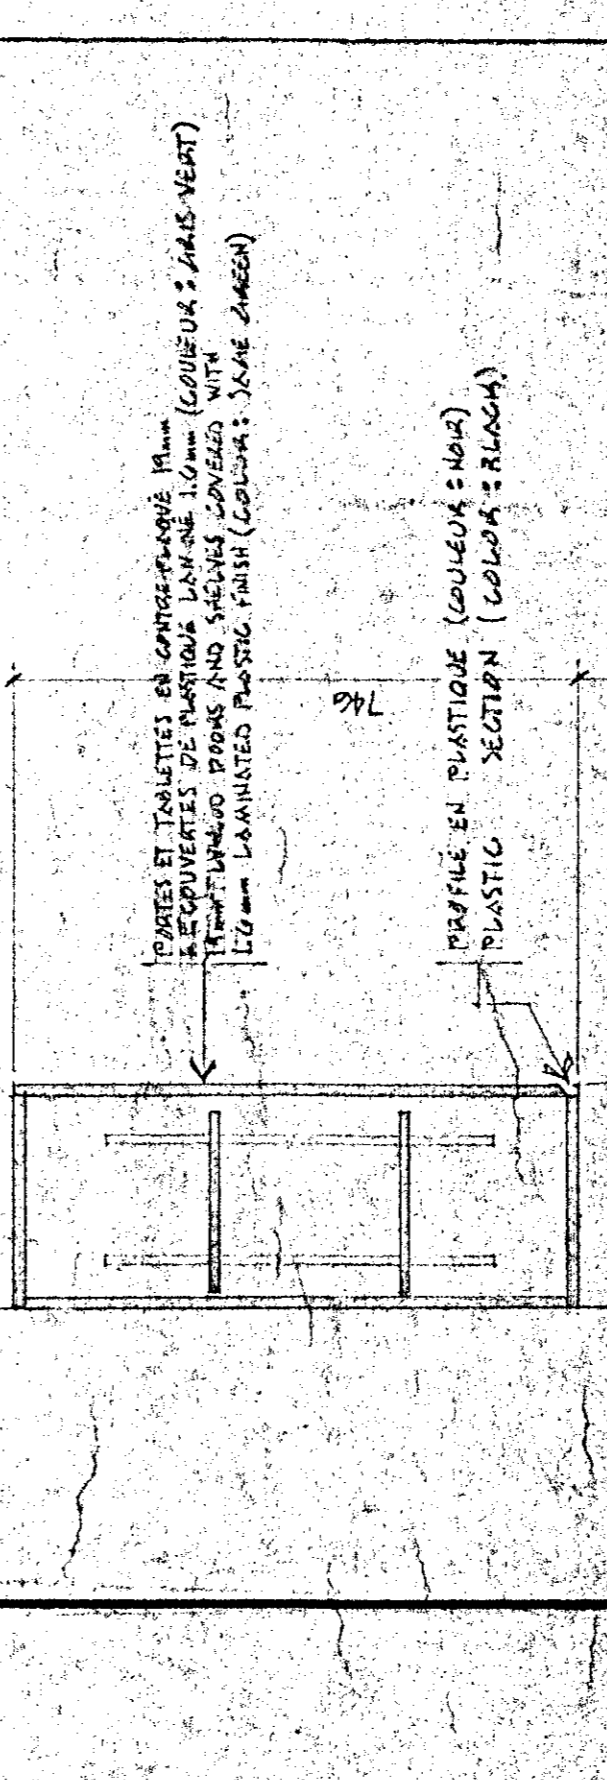 PORTES ET TABLETTES EN CONTRE-PLAQUÉ 19mm
RECOUVERTES DE PLASTIQUE LAMINÉ 1.6mm (COULEUR : GRIS VERT)
19mm PLYWOOD DOORS AND SHELVES COVERED WITH
1.6mm LAMINATED PLASTIC FINISH (COLOR : GREEN)
746
PROFILÉ EN PLASTIQUE (COULEUR : NOIR)
PLASTIC SECTION (COLOR : BLACK)